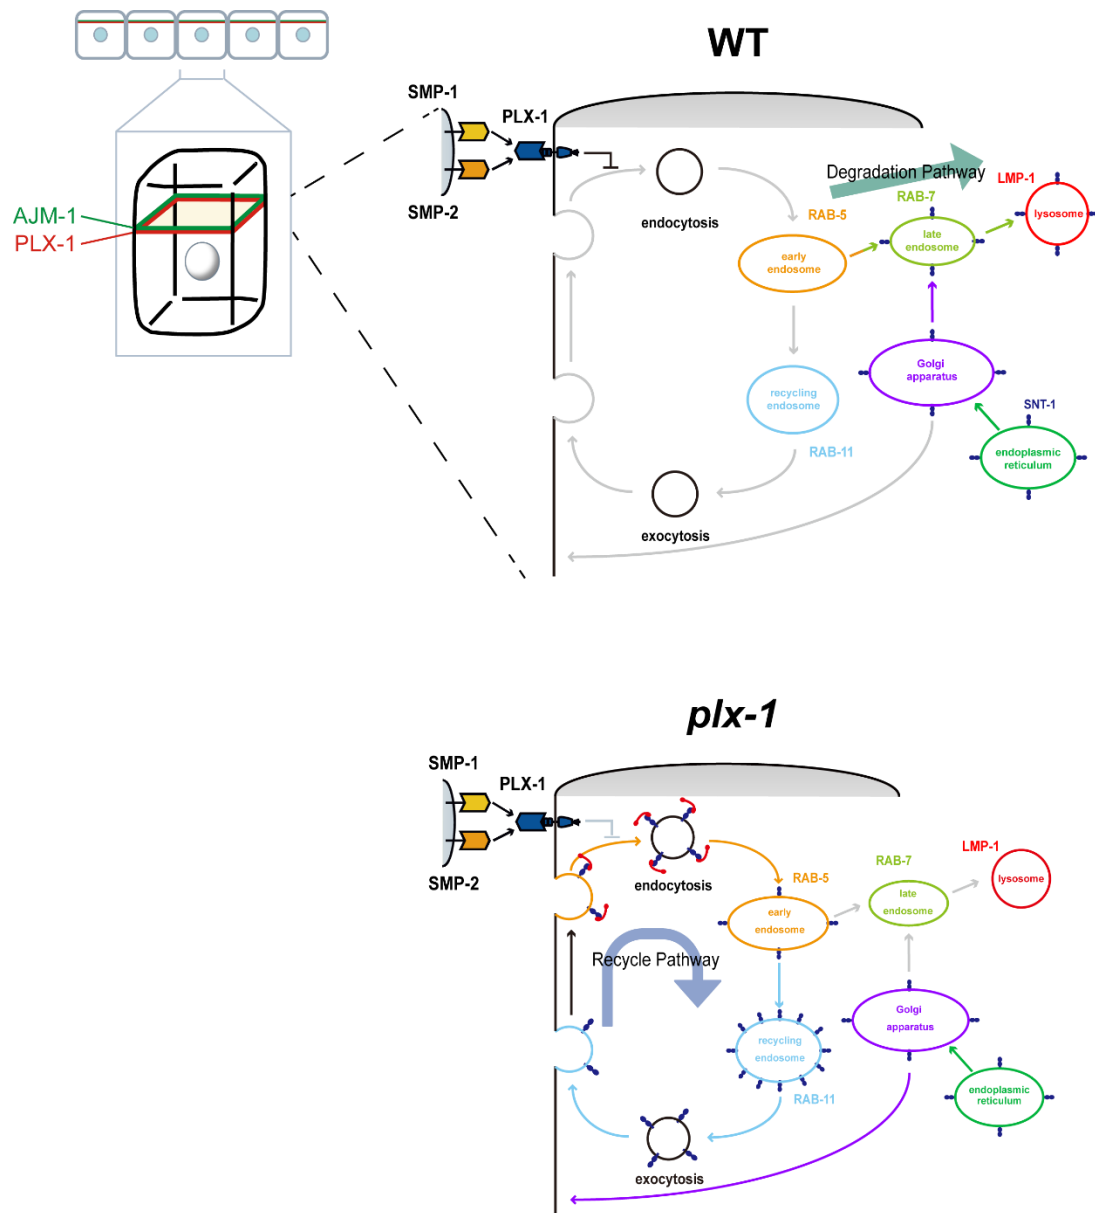 WT
SMP-1
PLX-1
SMP-2
AJM-1
PLX-1
endocytosis
Degradation Pathway
RAB-5
RAB-7
LMP-1
early
endosome
late
endosome
lysosome
recycling
endosome
RAB-11
Golgi
apparatus
SNT-1
endoplasmic
reticulum
exocytosis
plx-1
SMP-1
PLX-1
SMP-2
endocytosis
RAB-5
RAB-7
LMP-1
early
endosome
late
endosome
lysosome
Recycle Pathway
recycling
endosome
RAB-11
Golgi
apparatus
endoplasmic
reticulum
exocytosis